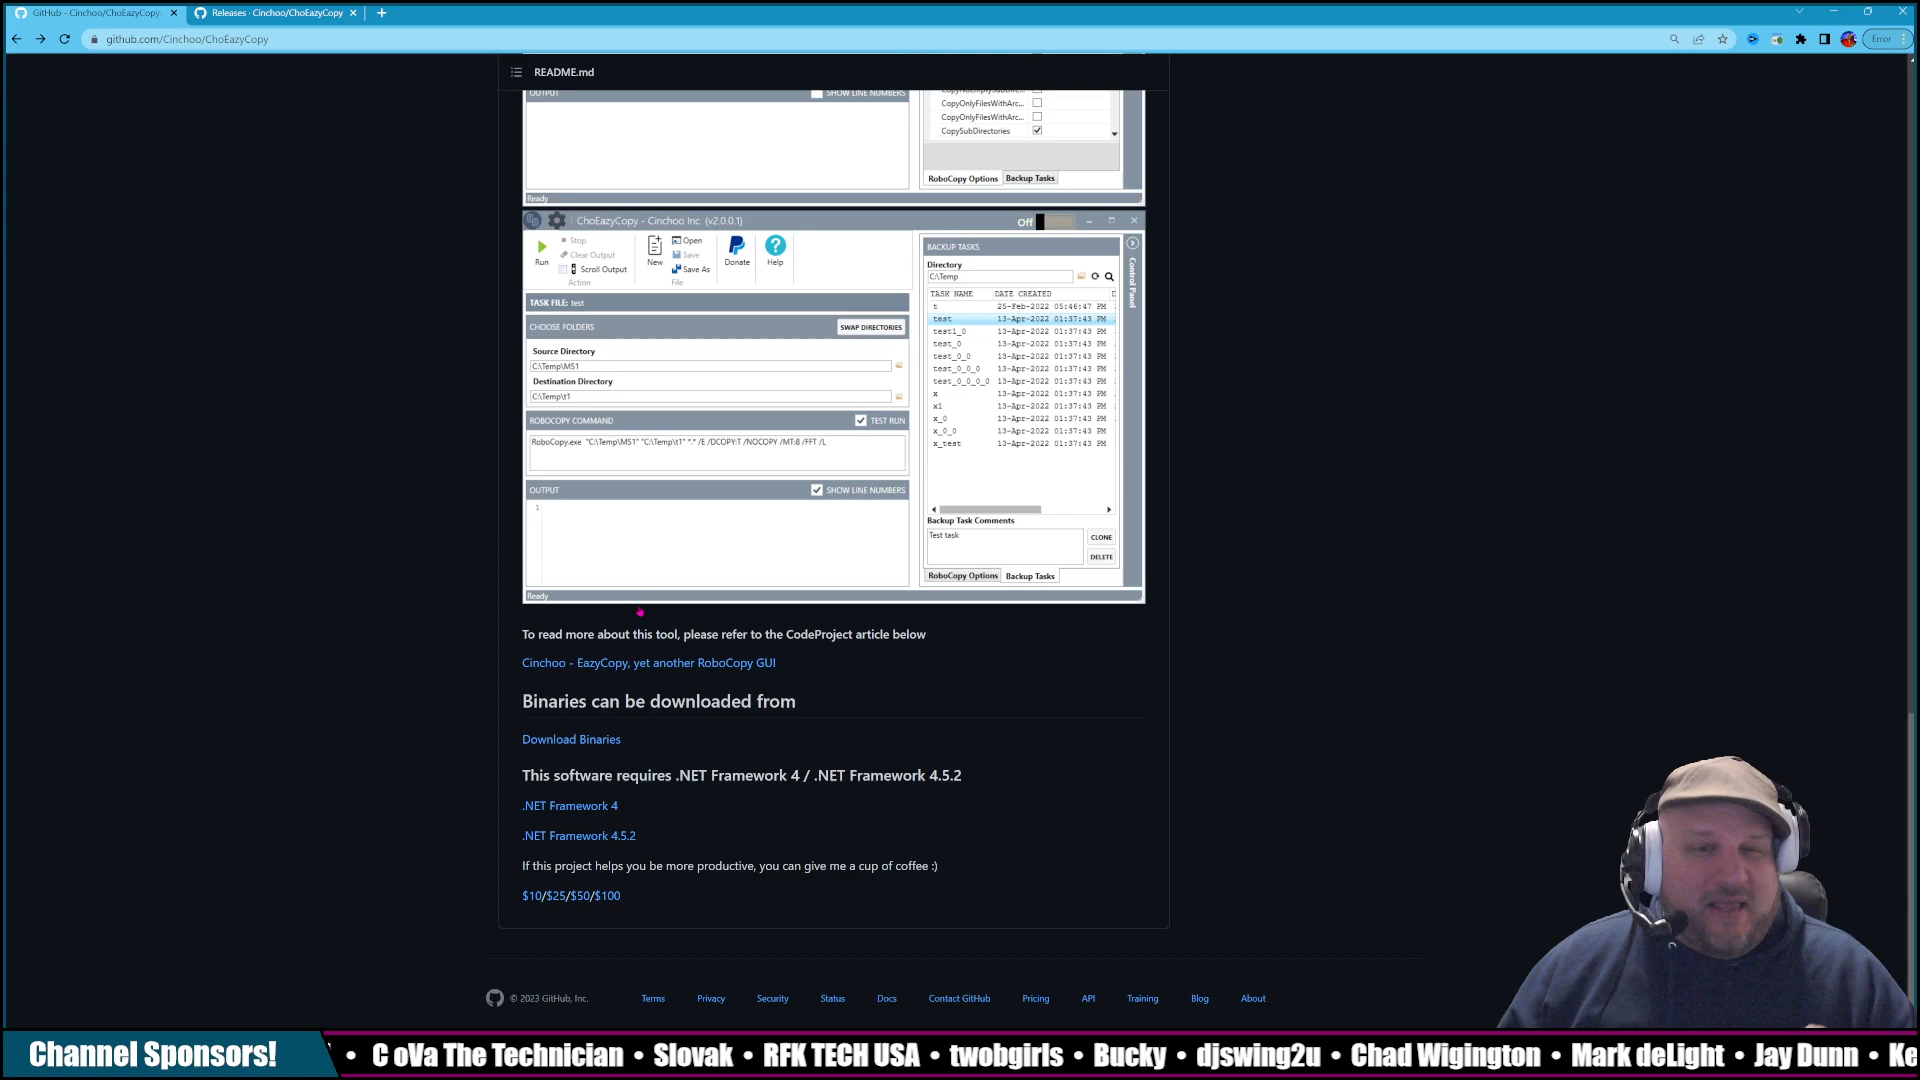 GitHub - Cinchoo/ChoEazyCopy:
Releases · Cinchoo/ChoEazyCopy
github.com/Cinchoo/ChoEazyCopy
Error
README.md
OUTPUT
SHOW LINE NUMBERS
CopyOnlyFilesWithArc...
CopyOnlyFilesWithArc...
CopySubDirectories
RoboCopy Options
Backup Tasks
Ready
ChoEazyCopy - Cinchoo Inc. (v2.0.0.1)
Off
Run
Stop
Clear Output
Scroll Output
Action
New
Open
Save
Save As
File
Donate
Help
TASK FILE: test
CHOOSE FOLDERS
SWAP DIRECTORIES
Source Directory
C:\Temp\MS1
Destination Directory
C:\Temp\t1
ROBOCOPY COMMAND
TEST RUN
RoboCopy.exe "C:\Temp\MS1" "C:\Temp\t1" *.* /E /DCOPY:T /NOCOPY /MT:8 /FFT /L
OUTPUT
SHOW LINE NUMBERS
1
Ready
BACKUP TASKS
Control Panel
Directory
C:\Temp
TASK NAME DATE CREATED D
t 25-Feb-2022 05:46:47 PM
test 13-Apr-2022 01:37:43 PM
test1_0 13-Apr-2022 01:37:43 PM
test_0 13-Apr-2022 01:37:43 PM
test_0_0 13-Apr-2022 01:37:43 PM
test_0_0_0 13-Apr-2022 01:37:43 PM
test_0_0_0_0 13-Apr-2022 01:37:43 PM
x 13-Apr-2022 01:37:43 PM
x1 13-Apr-2022 01:37:43 PM
x_0 13-Apr-2022 01:37:43 PM
x_0_0 13-Apr-2022 01:37:43 PM
x_test 13-Apr-2022 01:37:43 PM
Backup Task Comments
Test task
CLONE
DELETE
RoboCopy Options
Backup Tasks
To read more about this tool, please refer to the CodeProject article below
Cinchoo - EazyCopy, yet another RoboCopy GUI
Binaries can be downloaded from
Download Binaries
This software requires .NET Framework 4 / .NET Framework 4.5.2
.NET Framework 4
.NET Framework 4.5.2
If this project helps you be more productive, you can give me a cup of coffee :)
$10/$25/$50/$100
© 2023 GitHub, Inc. Terms Privacy Security Status Docs Contact GitHub Pricing API Training Blog About
Channel Sponsors! • C oVa The Technician • Slovak • RFK TECH USA • twobgirls • Bucky • djswing2u • Chad Wigington • Mark deLight • Jay Dunn • Ke